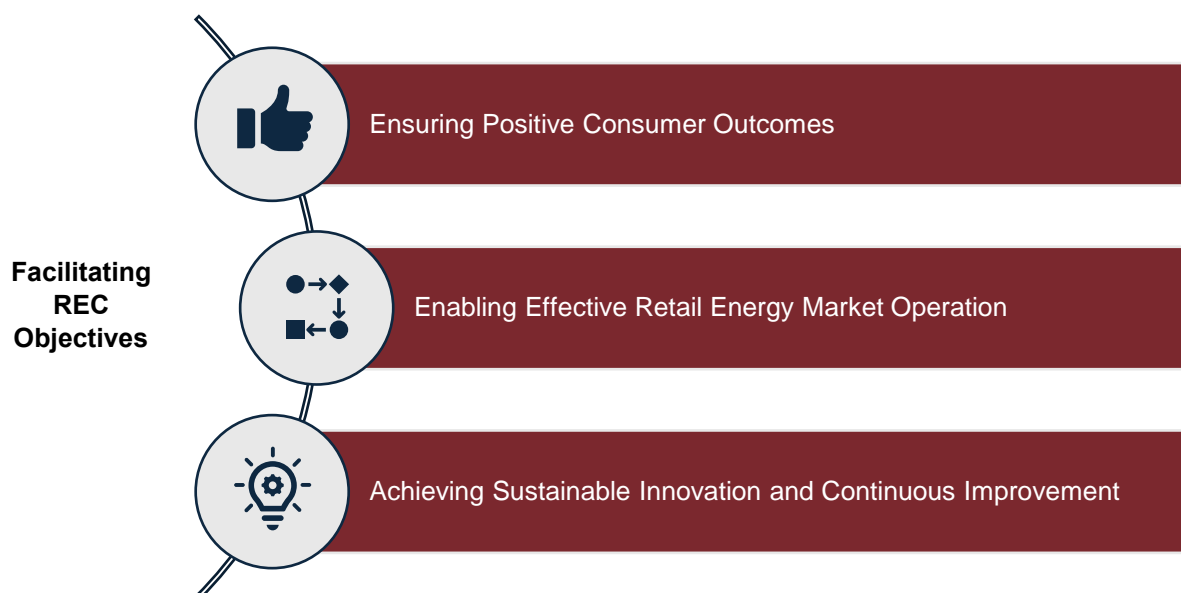 Ensuring Positive Consumer Outcomes
Facilitating
REC
Objectives
Enabling Effective Retail Energy Market Operation
Achieving Sustainable Innovation and Continuous Improvement